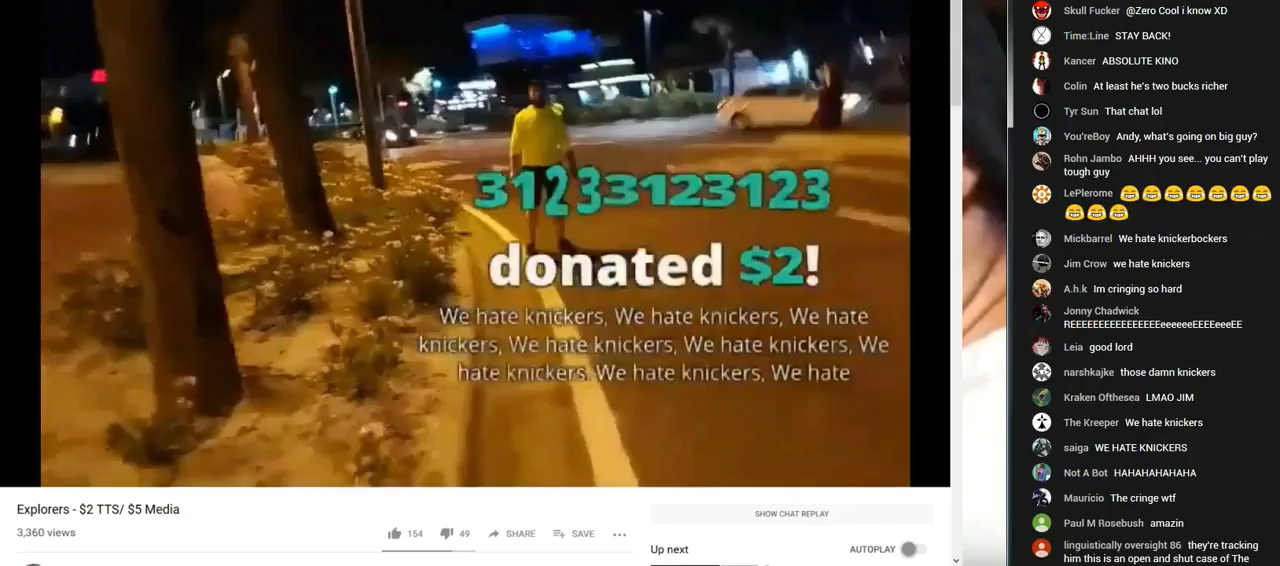 31233123123
donated $2!
We hate knickers, We hate knickers, We hate
knickers, We hate knickers, We hate knickers, We
hate knickers, We hate knickers, We hate
Explorers - $2 TTS/ $5 Media
3,360 views
154
49
SHARE
SAVE
SHOW CHAT REPLAY
Up next
AUTOPLAY
Skull Fucker @Zero Cool i know XD
Time:Line STAY BACK!
Kancer ABSOLUTE KINO
Colin At least he's two bucks richer
Tyr Sun That chat lol
You'reBoy Andy, what's going on big guy?
Rohn Jambo AHHH you see... you can't play
tough guy
LePlerome 😂😂😂😂😂😂😂
😂😂😂
Mickbarrel We hate knickerbockers
Jim Crow we hate knickers
A.h.k Im cringing so hard
Jonny Chadwick
REEEEEEEEEEEEEEEeeeeeeEEEEeeeEE
Leia good lord
narshkajke those damn knickers
Kraken Ofthesea LMAO JIM
The Kreeper We hate knickers
saiga WE HATE KNICKERS
Not A Bot HAHAHAHAHAHA
Maurício The cringe wtf
Paul M Rosebush amazin
linguistically oversight 86 they're tracking
him this is an open and shut case of The